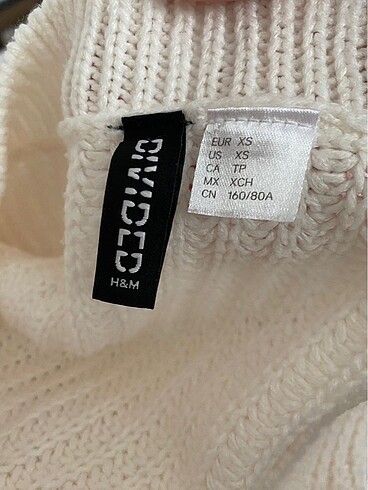 DIVIDED
H&M
EUR XS
US XS
CA TP
MX XCH
CN 160/80A